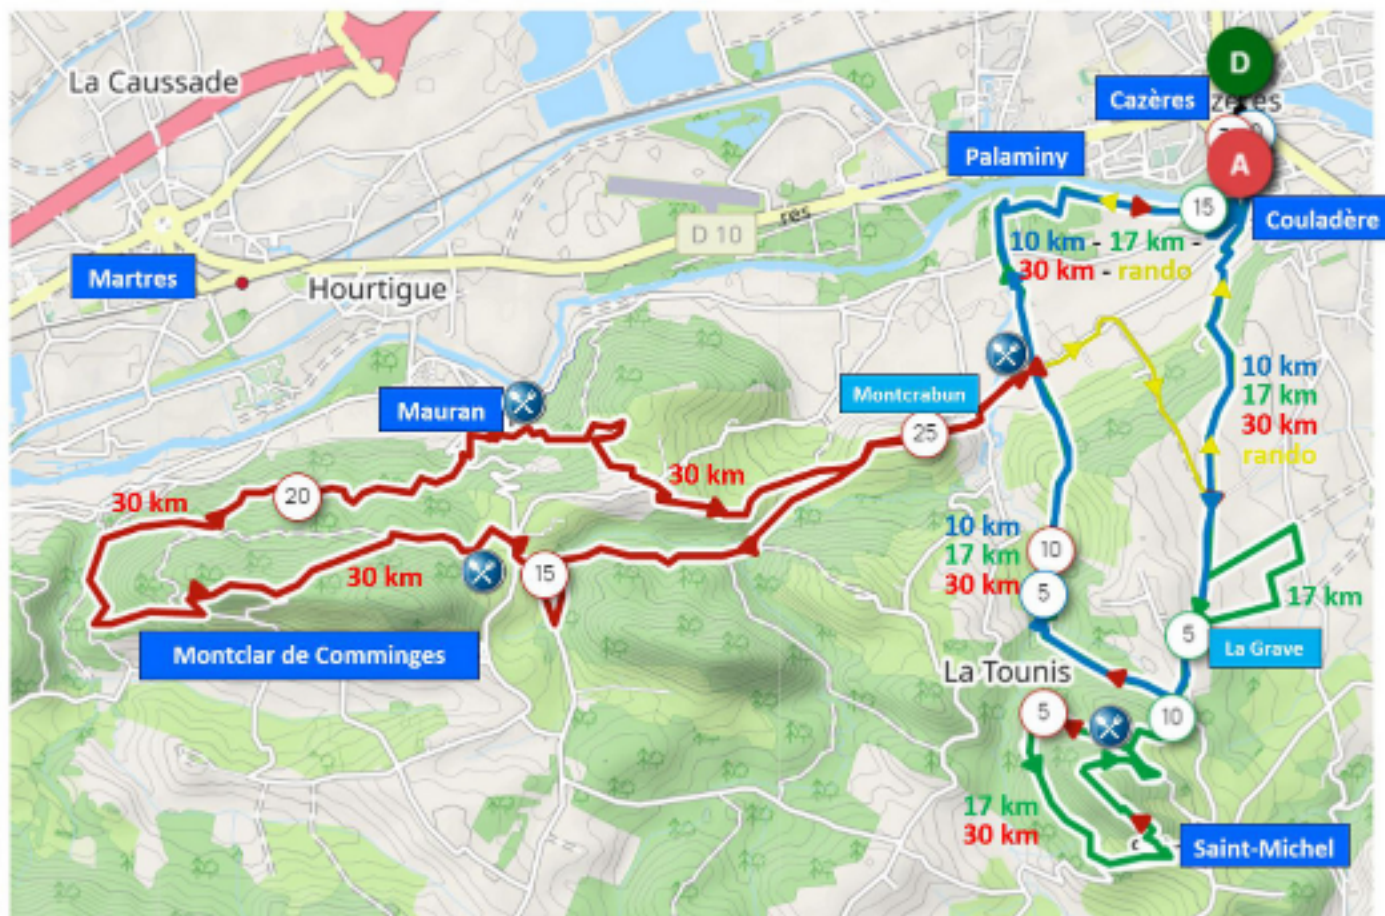 La Caussade
D
Cazères
zères
Palaminy
A
15
Couladère
res
D 10
10 km - 17 km -
30 km - rando
Martres
Hourtigue
10 km
17 km
30 km
rando
Montcrabun
Mauran
25
30 km
30 km
20
10 km
17 km
30 km
10
15
30 km
5
17 km
5
La Grave
Montclar de Comminges
La Tounis
5
10
17 km
30 km
Saint-Michel